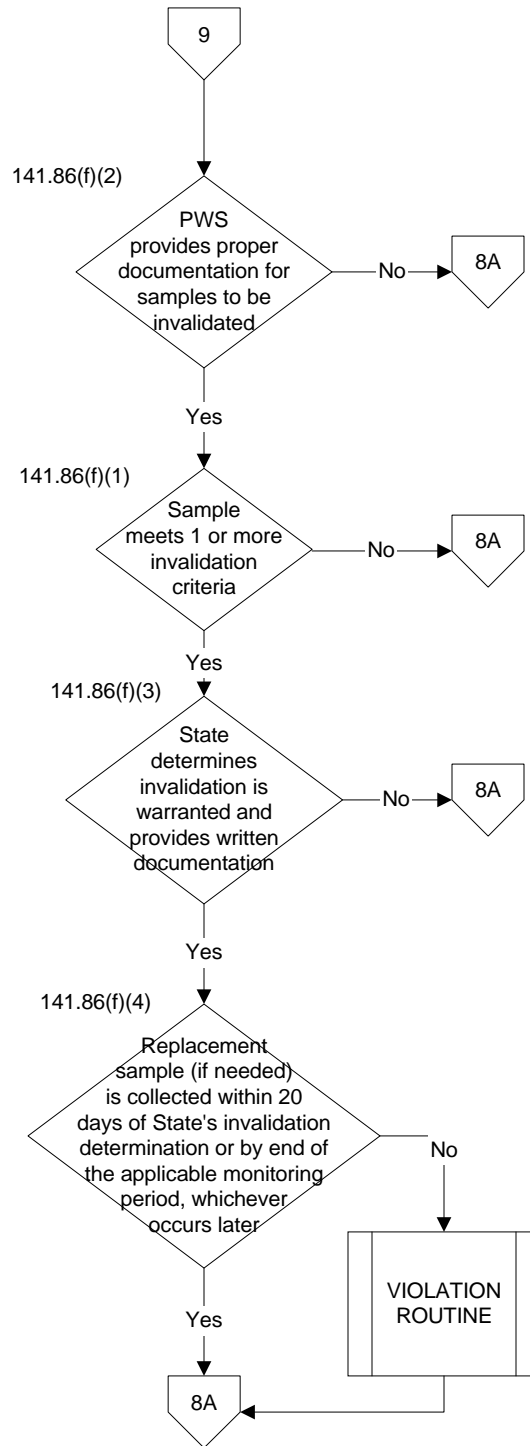 9
141.86(f)(2)
PWS
provides proper
documentation for
samples to be
invalidated
No
8A
Yes
141.86(f)(1)
Sample
meets 1 or more
invalidation
criteria
No
8A
Yes
141.86(f)(3)
State
determines
invalidation is
warranted and
provides written
documentation
No
8A
Yes
141.86(f)(4)
Replacement
sample (if needed)
is collected within 20
days of State's invalidation
determination or by end of
the applicable monitoring
period, whichever
occurs later
No
VIOLATION
ROUTINE
Yes
8A